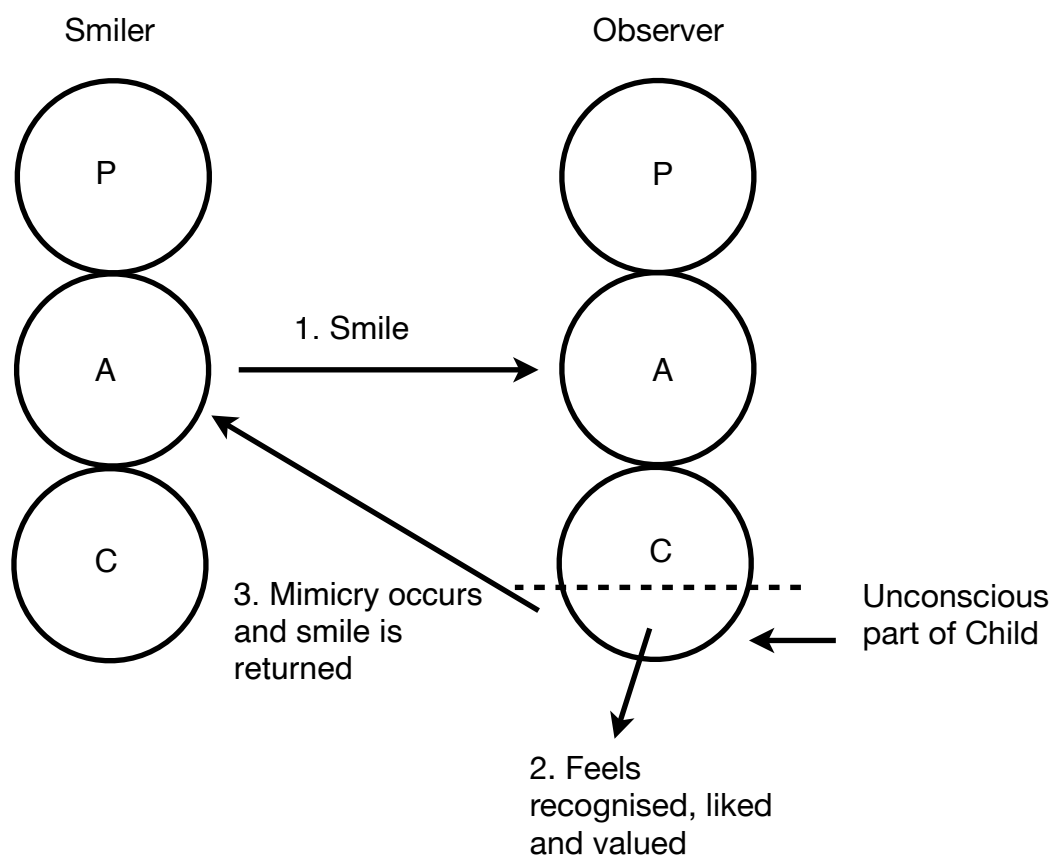 Smiler
Observer
P
P
1. Smile
A
A
C
C
3. Mimicry occurs
and smile is
returned
Unconscious
part of Child
2. Feels
recognised, liked
and valued